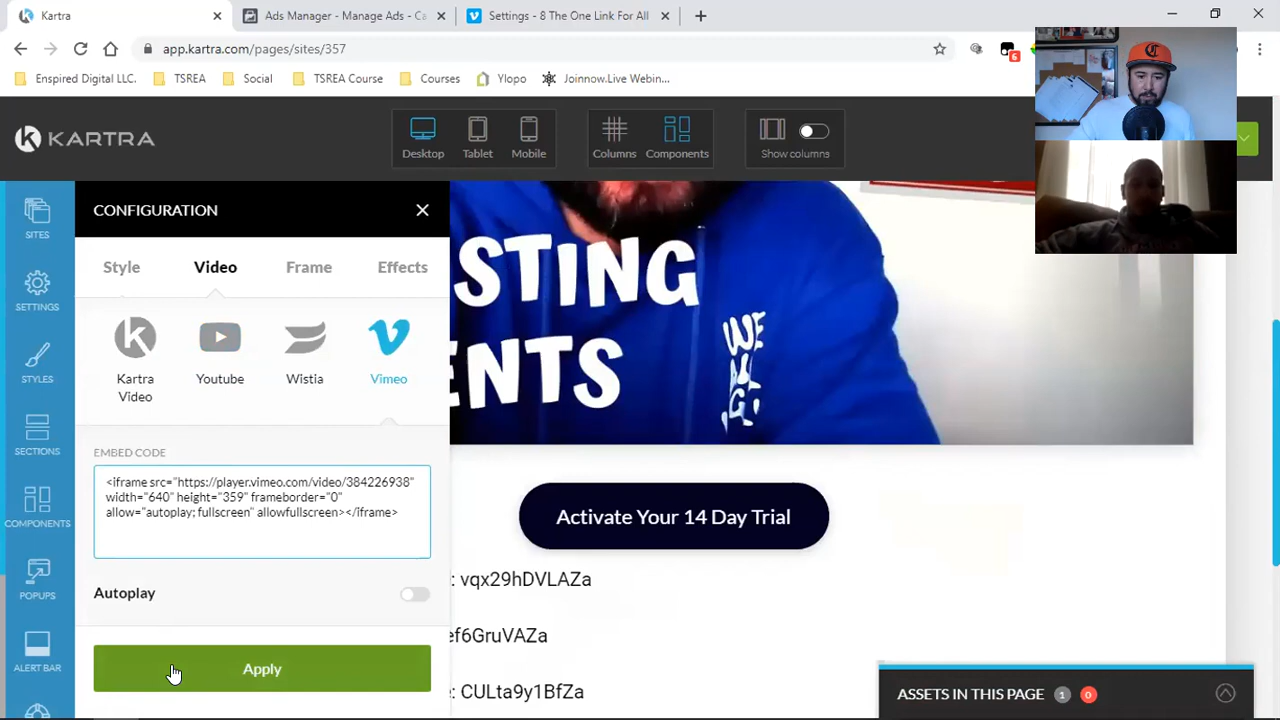 Kartra
Ads Manager - Manage Ads - Ca
Settings - 8 The One Link For All
app.kartra.com/pages/sites/357
6
Enspired Digital LLC.
TSREA
Social
TSREA Course
Courses
Ylopo
Joinnow.Live Webin...
KARTRA
Desktop
Tablet
Mobile
Columns
Components
Show columns
SITES
SETTINGS
STYLES
SECTIONS
COMPONENTS
POPUPS
ALERT BAR
CONFIGURATION
Style
Video
Frame
Effects
Kartra
Video
Youtube
Wistia
Vimeo
EMBED CODE
<iframe src="https://player.vimeo.com/video/384226938"
width="640" height="359" frameborder="0"
allow="autoplay; fullscreen" allowfullscreen></iframe>
Autoplay
Apply
STING
ENTS
WE
ALL
Activate Your 14 Day Trial
: vqx29hDVLAZa
ef6GruVAZa
: CULta9y1BfZa
ASSETS IN THIS PAGE 1 0